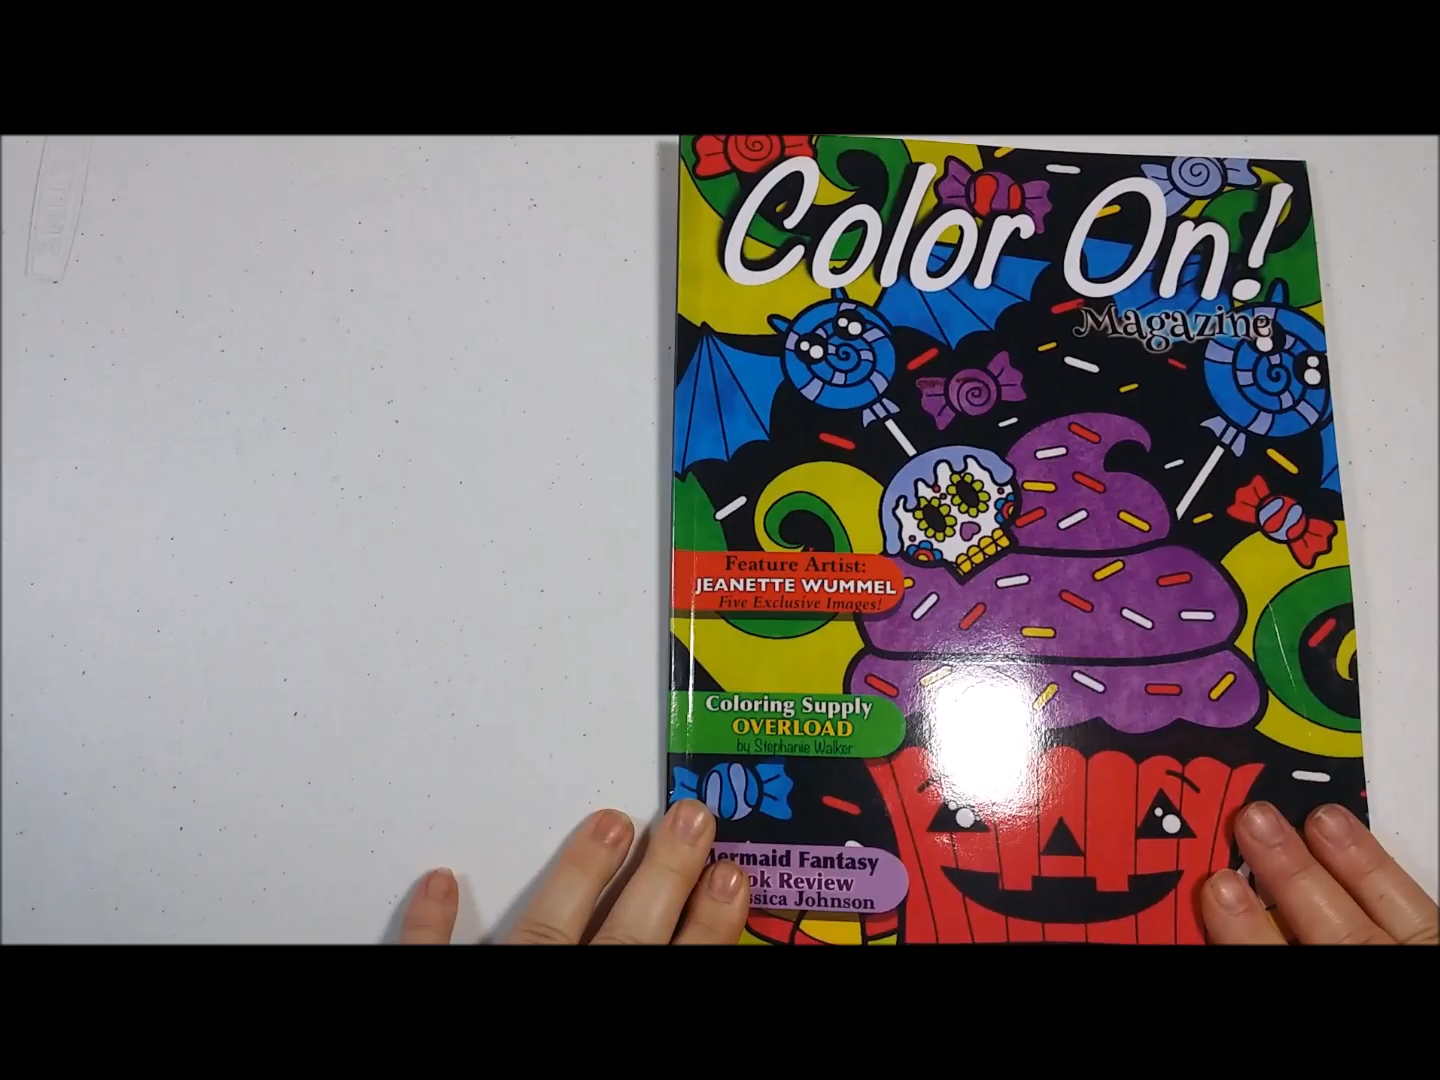 Color On!
Magazine
Feature Artist:
JEANETTE WUMMEL
Five Exclusive Images!
Coloring Supply
OVERLOAD
by Stephanie Walker
Mermaid Fantasy
Review
Johnson